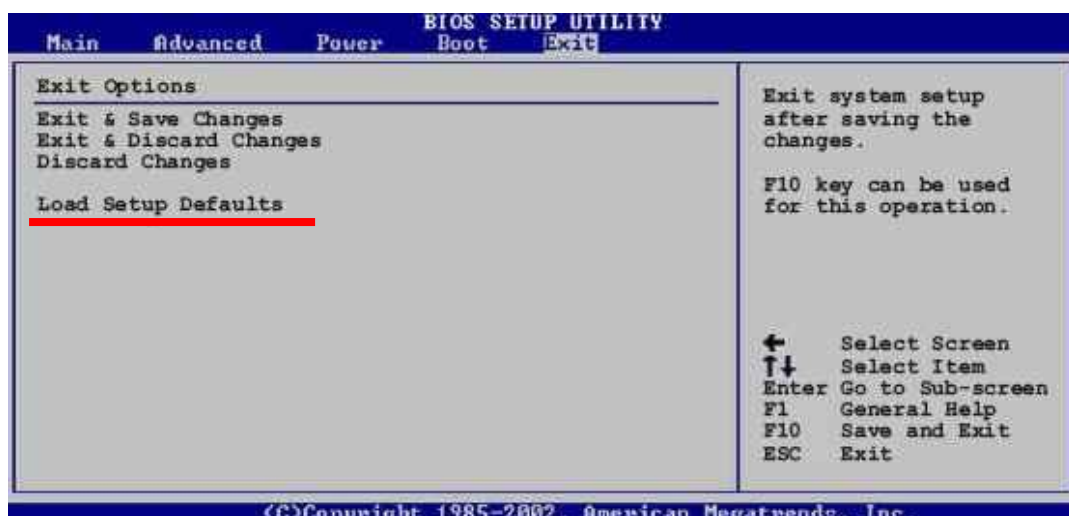 BIOS SETUP UTILITY
Main Advanced Power Boot Exit
Exit Options
Exit & Save Changes
Exit & Discard Changes
Discard Changes
Load Setup Defaults
Exit system setup
after saving the
changes.
F10 key can be used
for this operation.
← Select Screen
↑↓ Select Item
Enter Go to Sub-screen
F1 General Help
F10 Save and Exit
ESC Exit
(C)Copyright 1985-2002, American Megatrends, Inc.